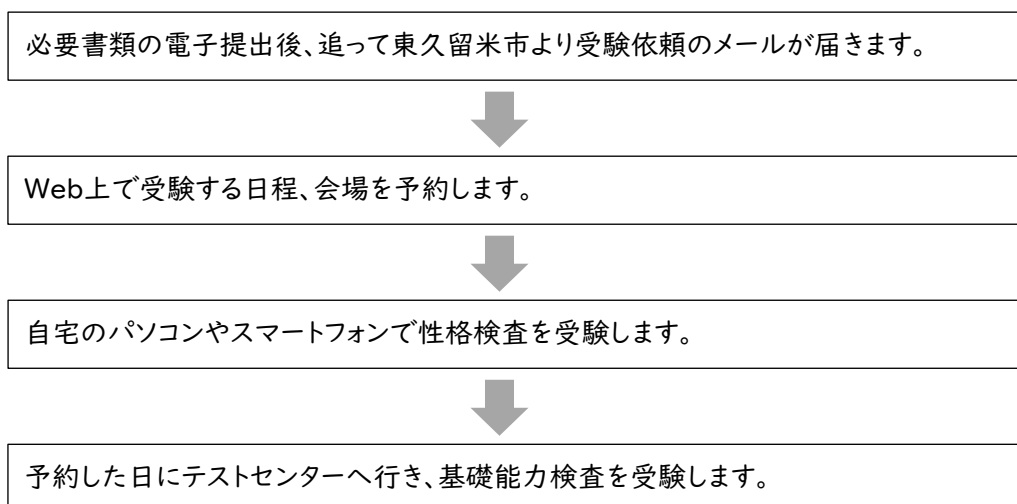 必要書類の電子提出後、追って東久留米市より受験依頼のメールが届きます。
Web上で受験する日程、会場を予約します。
自宅のパソコンやスマートフォンで性格検査を受験します。
予約した日にテストセンターへ行き、基礎能力検査を受験します。